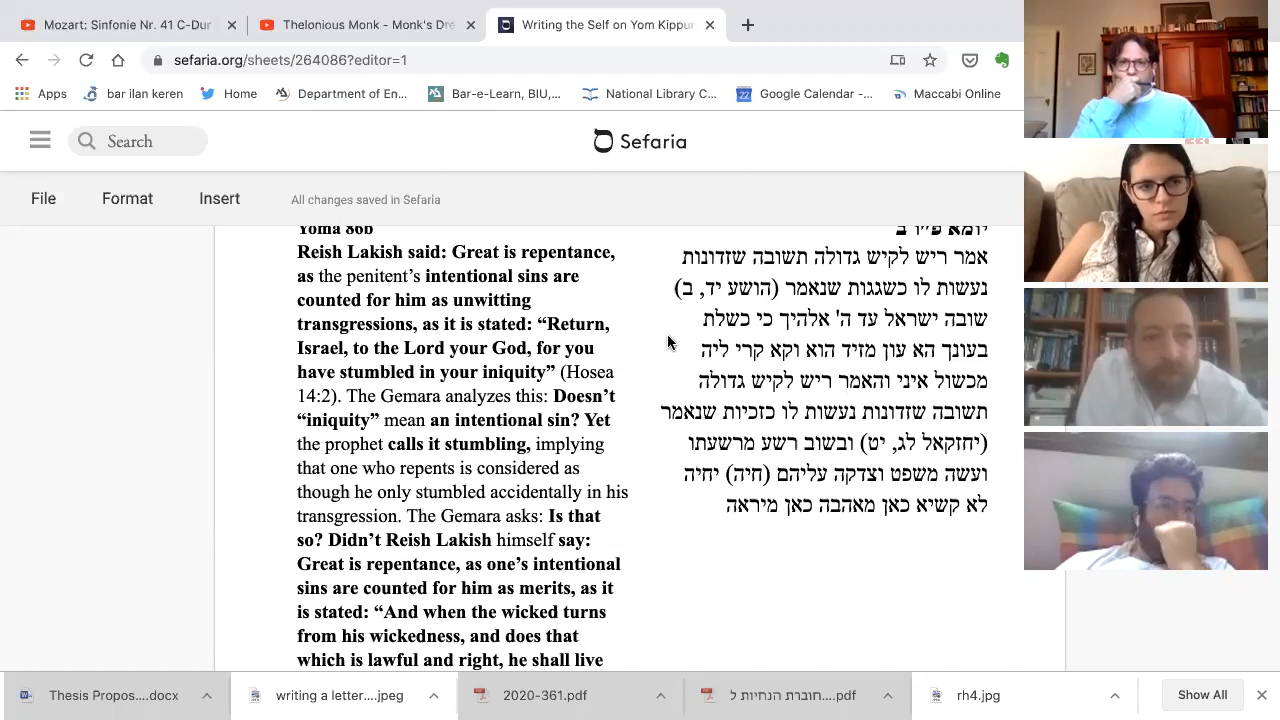 Mozart: Sinfonie Nr. 41 C-Dur
Thelonious Monk - Monk's Dre
Writing the Self on Yom Kippur
sefaria.org/sheets/264086?editor=1
Apps
bar ilan keren
Home
Department of En...
Bar-e-Learn, BIU,...
National Library C...
Google Calendar -...
Maccabi Online
Search
Sefaria
File
Format
Insert
All changes saved in Sefaria
Yoma 86b
Reish Lakish said: Great is repentance,
as the penitent’s intentional sins are
counted for him as unwitting
transgressions, as it is stated: “Return,
Israel, to the Lord your God, for you
have stumbled in your iniquity” (Hosea
14:2). The Gemara analyzes this: Doesn’t
“iniquity” mean an intentional sin? Yet
the prophet calls it stumbling, implying
that one who repents is considered as
though he only stumbled accidentally in his
transgression. The Gemara asks: Is that
so? Didn’t Reish Lakish himself say:
Great is repentance, as one’s intentional
sins are counted for him as merits, as it
is stated: “And when the wicked turns
from his wickedness, and does that
which is lawful and right, he shall live
יומא פ״ו ב
אמר ריש לקיש גדולה תשובה שזדונות
נעשות לו כשגגות שנאמר (הושע יד, ב)
שובה ישראל עד ה' אלהיך כי כשלת
בעונך הא עון מזיד הוא וקא קרי ליה
מכשול איני והאמר ריש לקיש גדולה
תשובה שזדונות נעשות לו כזכיות שנאמר
(יחזקאל לג, יט) ובשוב רשע מרשעתו
ועשה משפט וצדקה עליהם (חיה) יחיה
לא קשיא כאן מאהבה כאן מיראה
Thesis Propos....docx
writing a letter....jpeg
2020-361.pdf
חוברת הנחיות ל....pdf
rh4.jpg
Show All